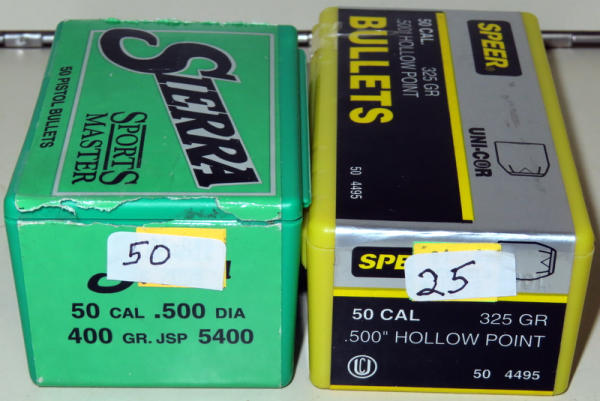 SIERRA
SPORTS
MASTER
50 PISTOL BULLETS
50
50 CAL .500 DIA
400 GR. JSP 5400
SPEER
50 CAL 325 GR
.500" HOLLOW POINT
BULLETS
UNI-COR
50 4495
25
50 CAL 325 GR
.500" HOLLOW POINT
50 4495